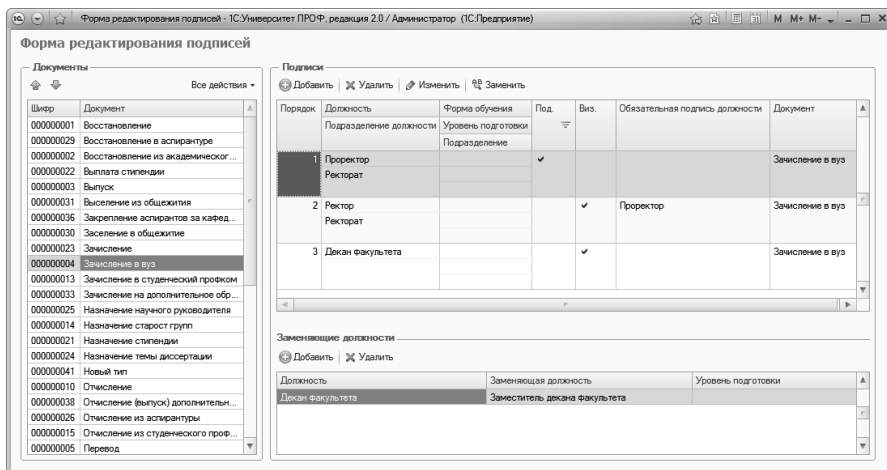 Форма редактирования подписей - 1С:Университет ПРОФ, редакция 2.0 / Администратор (1С:Предприятие)
M M+ M-
Форма редактирования подписей
Документы
Все действия
Шифр Документ
000000001 Восстановление
000000029 Восстановление в аспирантуре
000000002 Восстановление из академическог...
000000022 Выплата стипендии
000000003 Выпуск
000000031 Выселение из общежития
000000036 Закрепление аспирантов за кафед...
000000030 Заселение в общежитие
000000023 Зачисление
000000004 Зачисление в вуз
000000013 Зачисление в студенческий профком
000000033 Зачисление на дополнительное обр...
000000025 Назначение научного руководителя
000000014 Назначение старост групп
000000021 Назначение стипендии
000000024 Назначение темы диссертации
000000041 Новый тип
000000010 Отчисление
000000038 Отчисление (выпуск) дополнительн...
000000026 Отчисление из аспирантуры
000000015 Отчисление из студенческого проф...
000000005 Перевод
Подписи
Добавить Удалить Изменить Заменить
Порядок Должность Форма обучения Под. Виз. Обязательная подпись должности Документ
Подразделение должности Уровень подготовки
Подразделение
1 Проректор Зачисление в вуз
Ректорат
2 Ректор Проректор Зачисление в вуз
Ректорат
3 Декан факультета Зачисление в вуз
Заменяющие должности
Добавить Удалить
Должность Заменяющая должность Уровень подготовки
Декан факультета Заместитель декана факультета